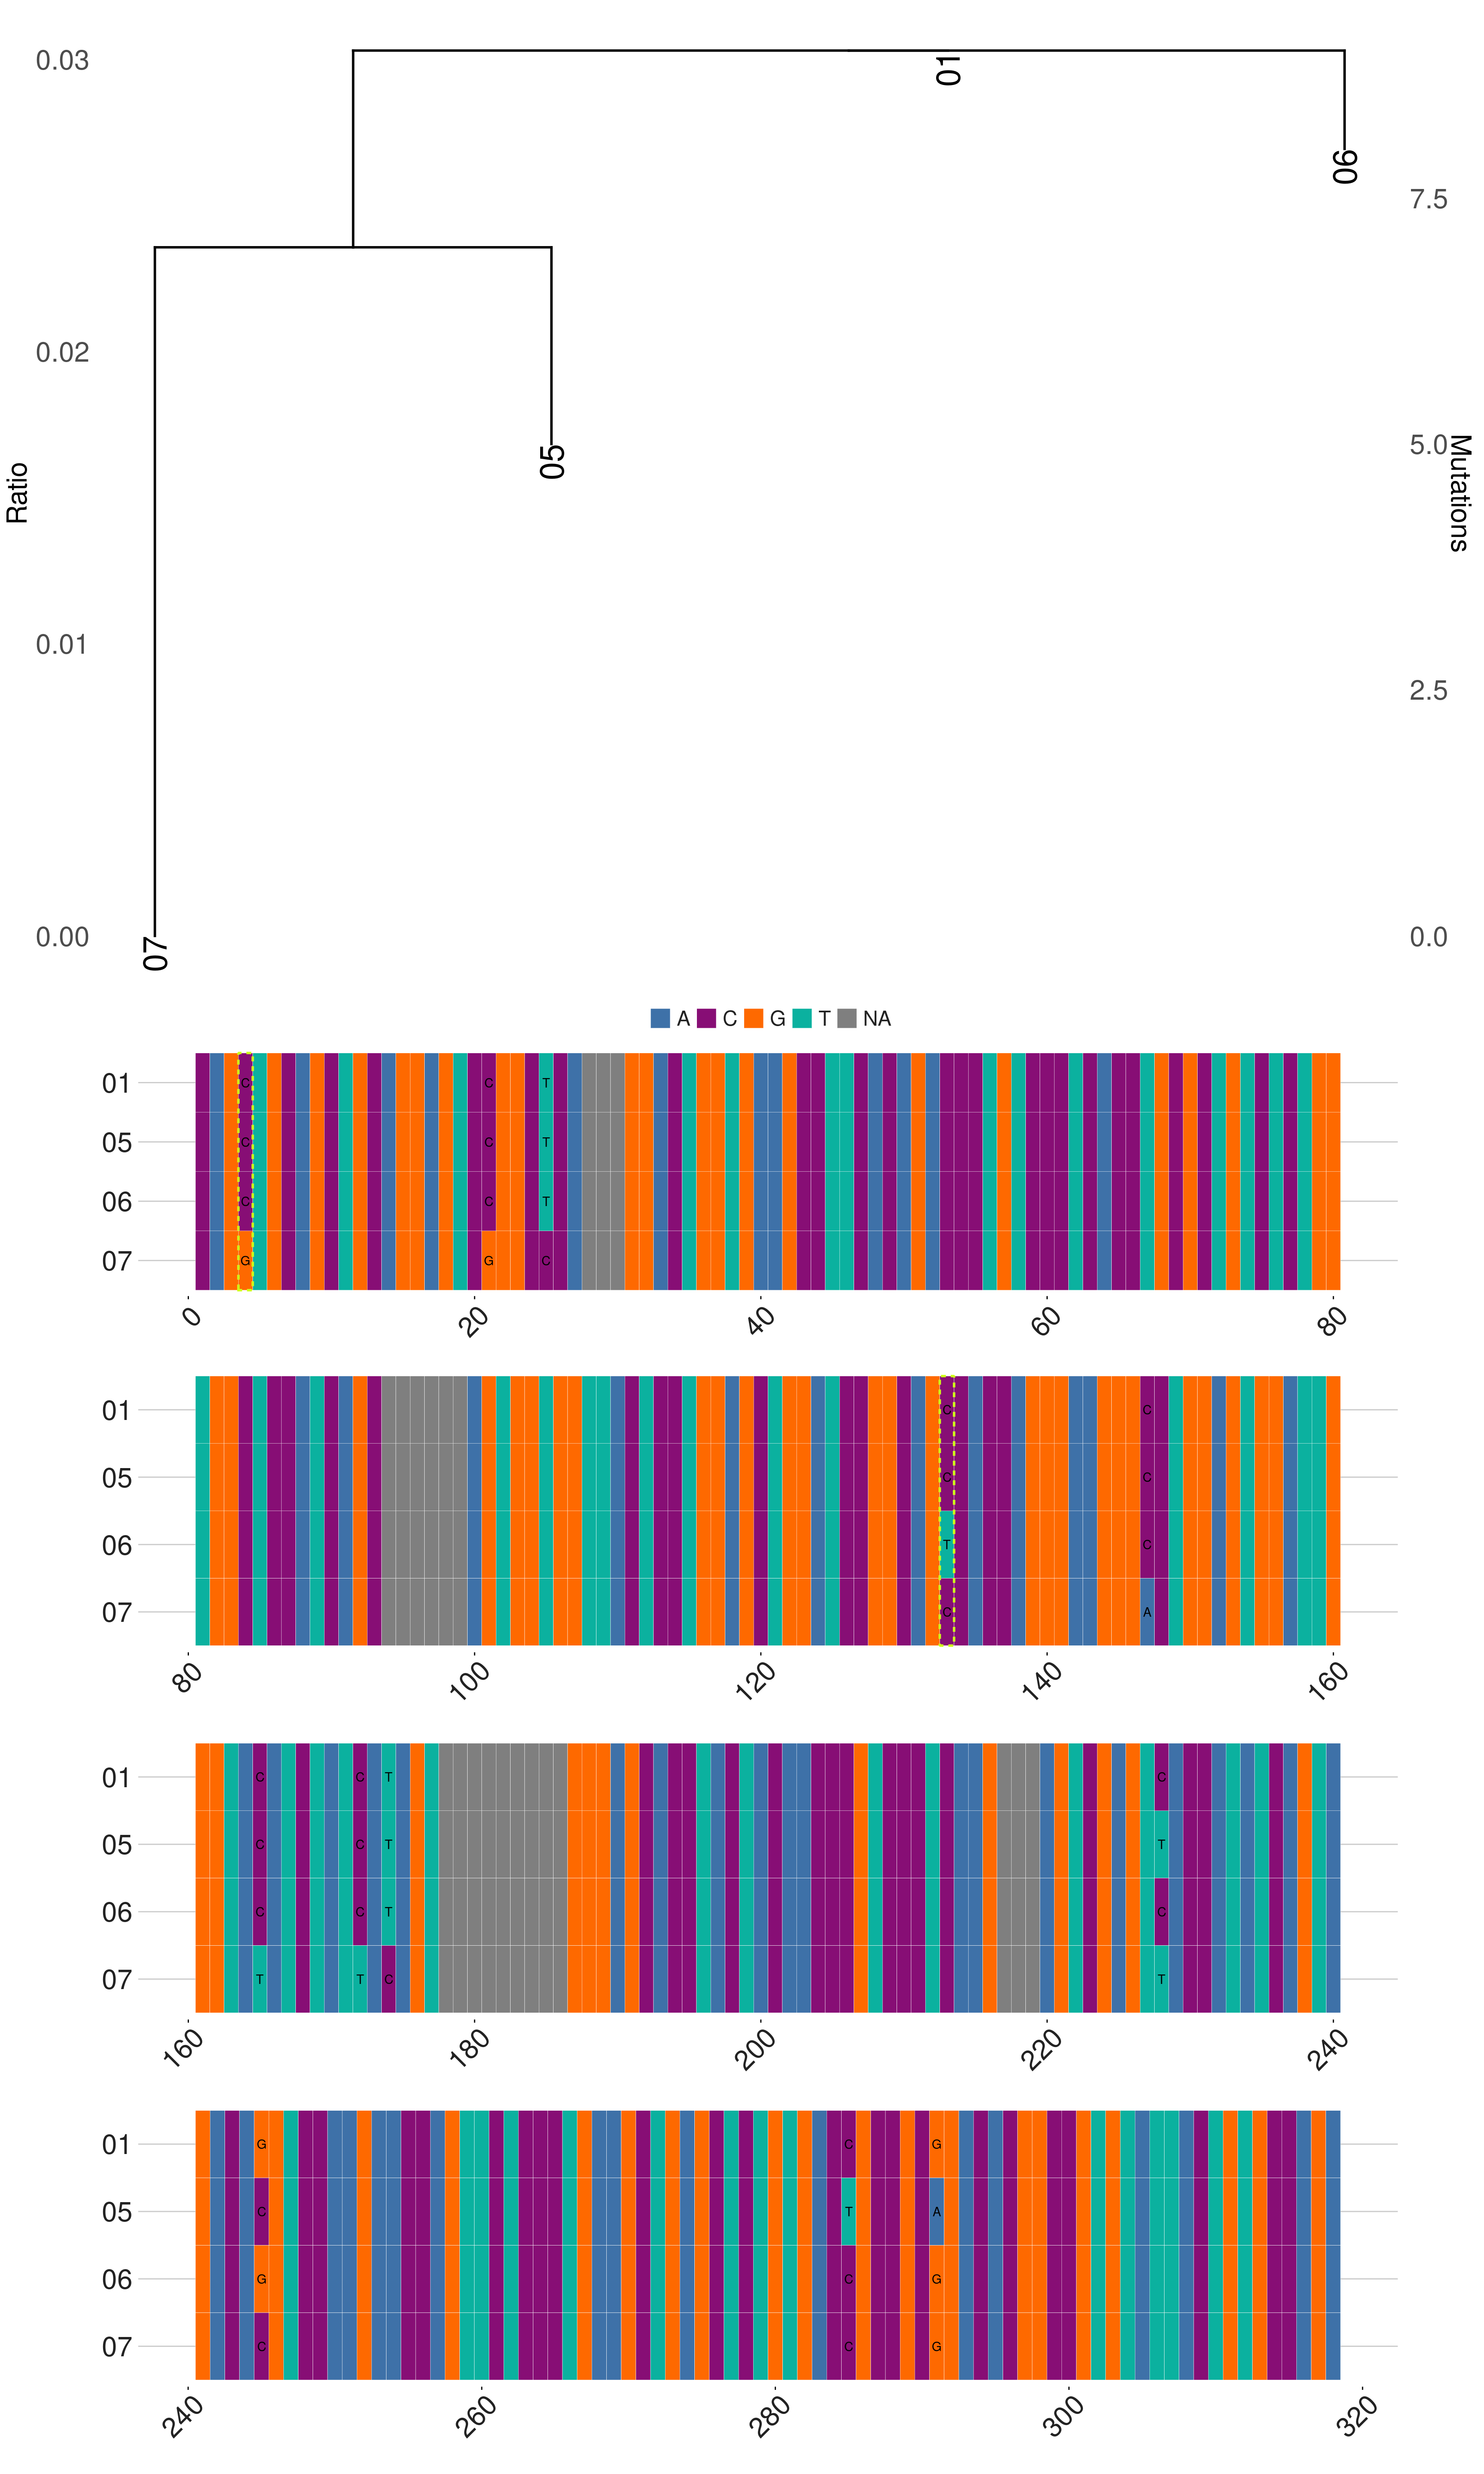 0.03
01
06
7.5
0.02
5.0
05
Ratio
Mutations
0.01
2.5
0.00
0.0
07
A C G T NA
01 C C T
05 C C T
06 C C T
07 G G C
0 20 40 60 80
01 C C
05 C C
06 T C
07 C A
80 100 120 140 160
01 C C T C
05 C C T T
06 C C T C
07 T T C T
160 180 200 220 240
01 G C G
05 C T A
06 G C G
07 C C G
240 260 280 300 320